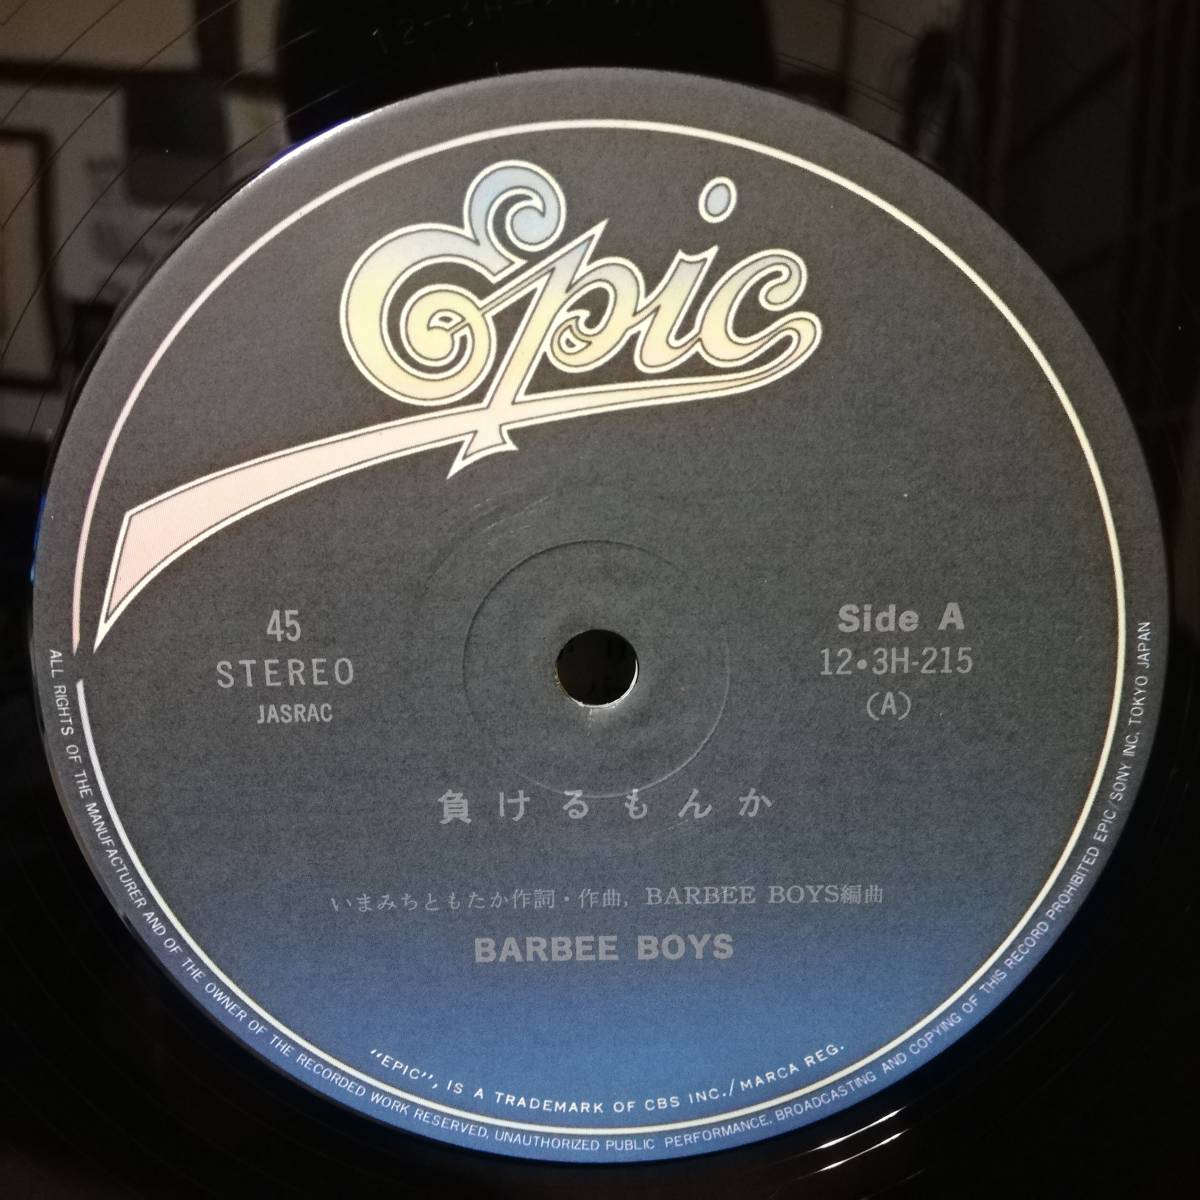 Epic
45
STEREO
JASRAC
Side A
12・3H-215
(A)
負けるもんか
いまみちともたか作詞・作曲, BARBEE BOYS編曲
BARBEE BOYS
"EPIC", IS A TRADEMARK OF CBS INC./MARCA REG.
ALL RIGHTS OF THE MANUFACTURER AND OF THE OWNER OF THE RECORDED WORK RESERVED, UNAUTHORIZED PUBLIC PERFORMANCE, BROADCASTING AND COPYING OF THIS RECORD PROHIBITED EPIC/SONY INC. TOKYO JAPAN